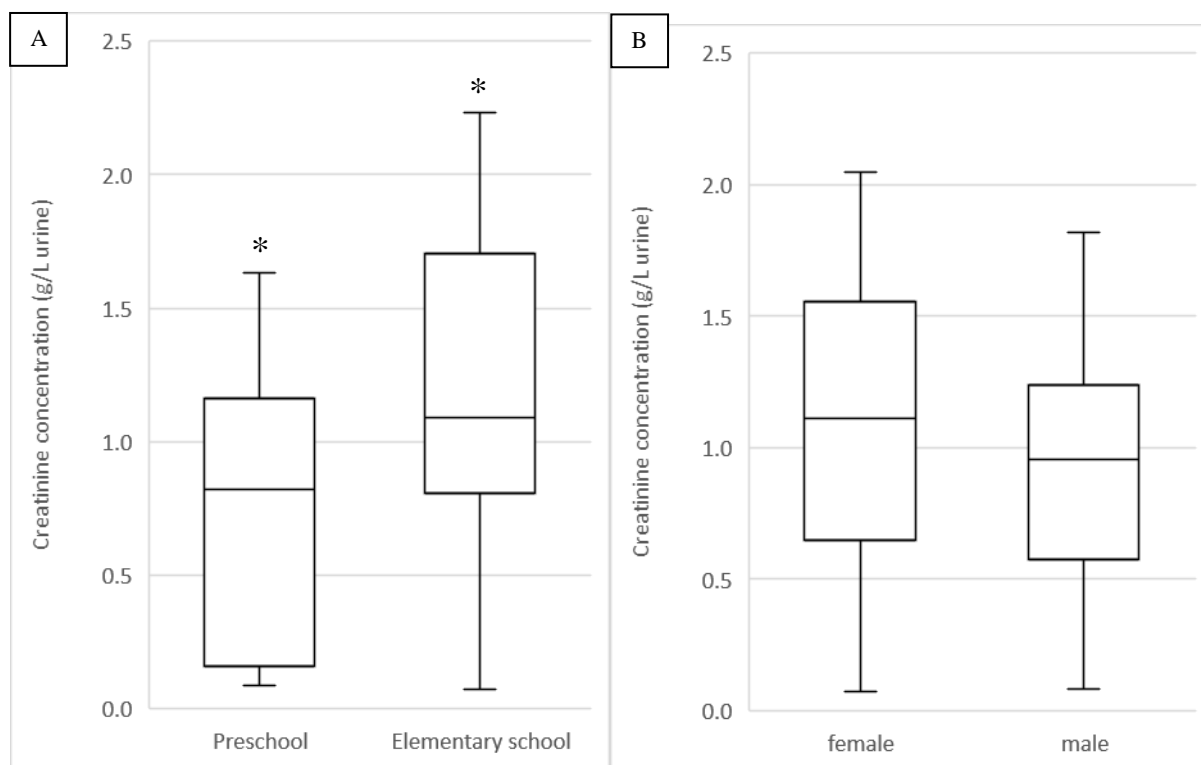 A
Creatinine concentration (g/L urine)
2.5
2.0
1.5
1.0
0.5
0.0
*
*
Preschool
Elementary school
B
Creatinine concentration (g/L urine)
2.5
2.0
1.5
1.0
0.5
0.0
female
male